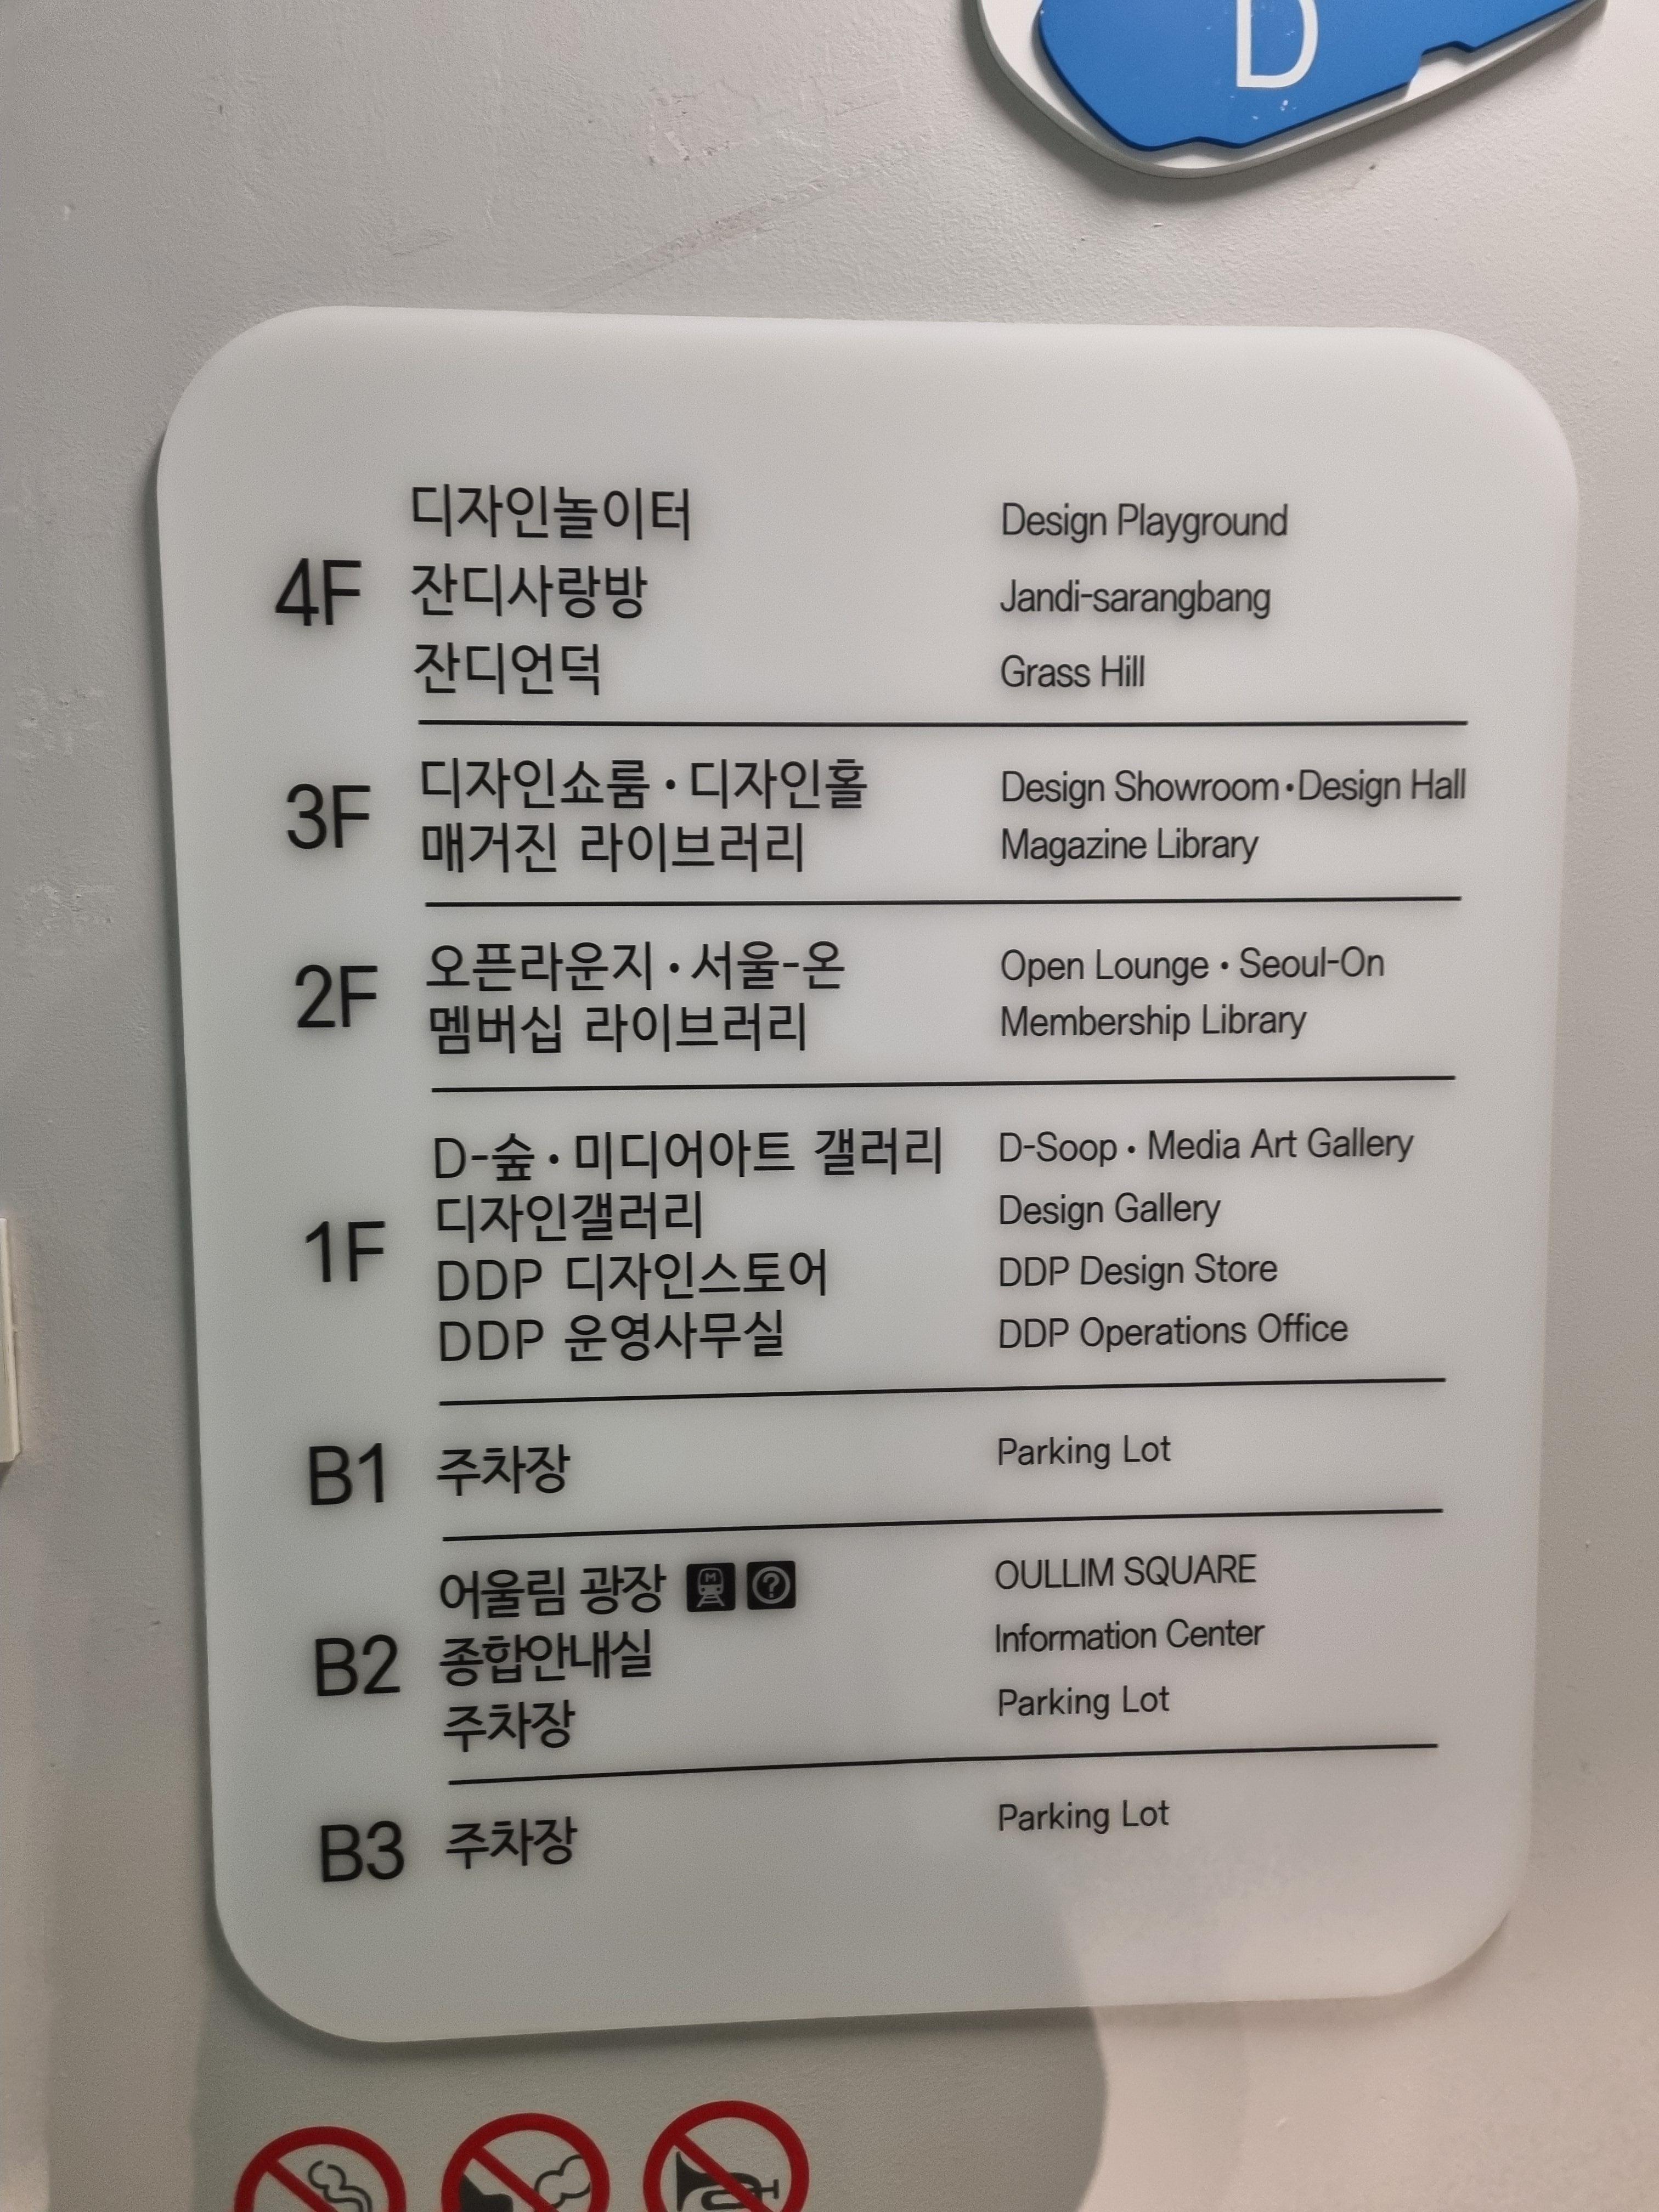 D
4F
디자인놀이터 Design Playground
잔디사랑방 Jandi-sarangbang
잔디언덕 Grass Hill
3F
디자인쇼룸·디자인홀 Design Showroom·Design Hall
매거진 라이브러리 Magazine Library
2F
오픈라운지·서울-온 Open Lounge · Seoul-On
멤버십 라이브러리 Membership Library
1F
D-숲·미디어아트 갤러리 D-Soop · Media Art Gallery
디자인갤러리 Design Gallery
DDP 디자인스토어 DDP Design Store
DDP 운영사무실 DDP Operations Office
B1
주차장 Parking Lot
B2
어울림 광장 M ? OULLIM SQUARE
종합안내실 Information Center
주차장 Parking Lot
B3
주차장 Parking Lot